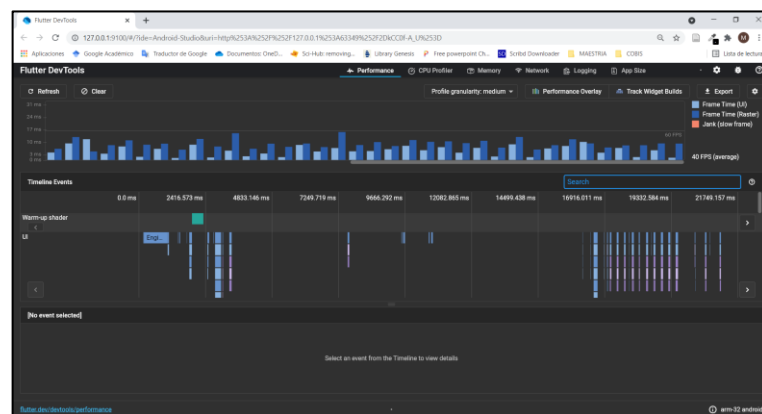 Flutter DevTools
127.0.0.1:9100/#/?ide=Android-Studio&uri=http%253A%252F%252F127.0.0.1%253A63349%252F2DkCC0F-A_U%253D
Aplicaciones Google Académico Traductor de Google Documentos: OneD... Sci-Hub: removing... Library Genesis Free powerpoint Ch... Scribd Downloader MAESTRIA COBIS Lista de lectura
Flutter DevTools Performance CPU Profiler Memory Network Logging App Size
Refresh Clear Profile granularity: medium Performance Overlay Track Widget Builds Export
Frame Time (UI)
Frame Time (Raster)
Jank (slow frame)
60 FPS
40 FPS (average)
Timeline Events Search
0.0 ms 2416.573 ms 4833.146 ms 7249.719 ms 9666.292 ms 12082.865 ms 14499.438 ms 16916.011 ms 19332.584 ms 21749.157 ms
Warm-up shader
UI Engi...
[No event selected]
Select an event from the Timeline to view details
flutter.dev/devtools/performance arm-32 android